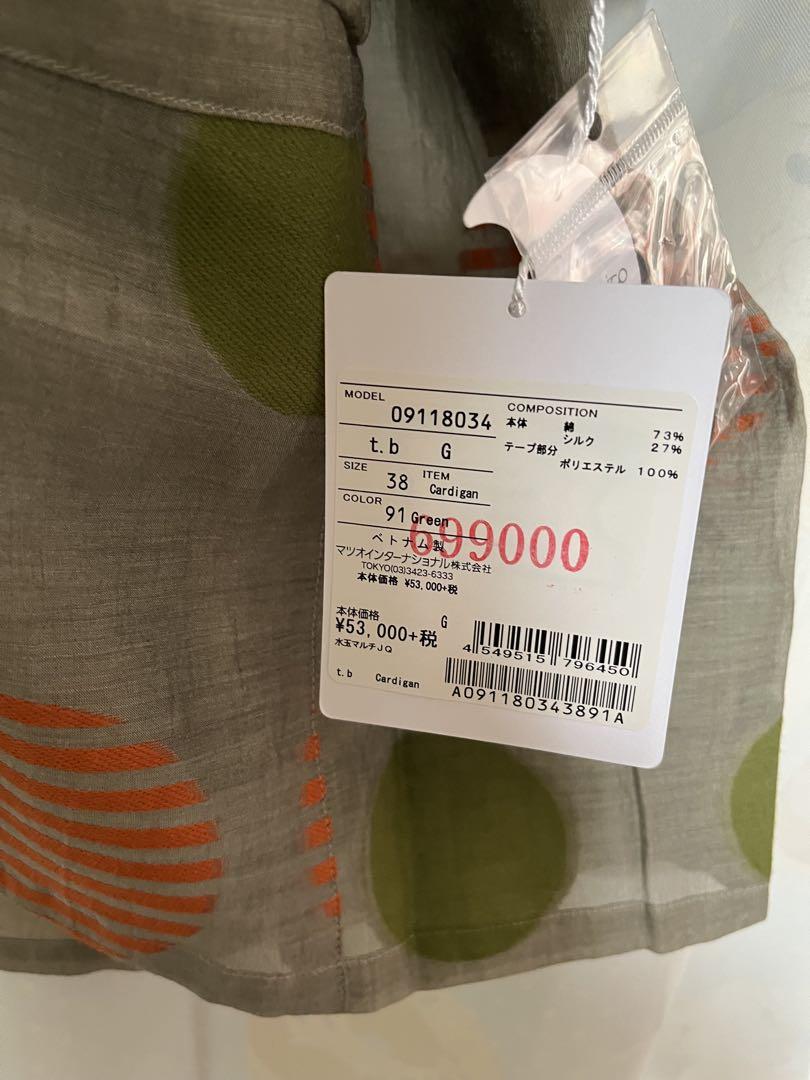 MODEL
09118034
t.b G
SIZE
38
ITEM
Cardigan
COLOR
91 Green
699000
ベトナム製
マツオインターナショナル株式会社
TOKYO(03)3423-6333
本体価格 ¥53,000+税
COMPOSITION
本体 綿 73%
シルク 27%
テープ部分
ポリエステル 100%
本体価格 G
¥53,000+税
水玉マルチJQ
t.b Cardigan
4 549515 796450
A091180343891A